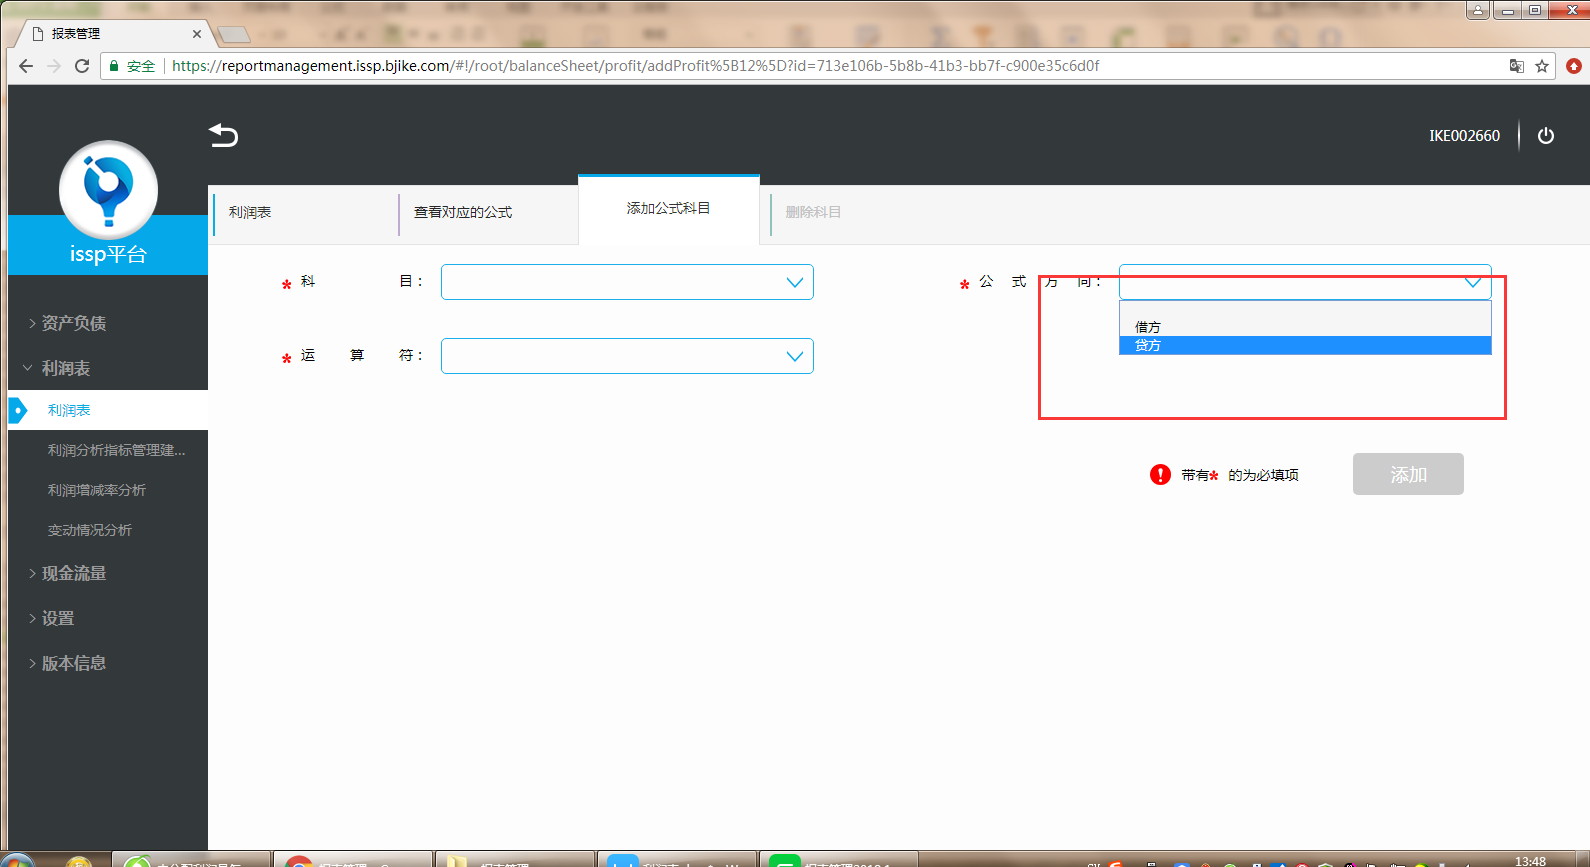 报表管理
安全 https://reportmanagement.issp.bjike.com/#!/root/balanceSheet/profit/addProfit%5B12%5D?id=713e106b-5b8b-41b3-bb7f-c900e35c6d0f
IKE002660
issp平台
利润表 查看对应的公式 添加公式科目 删除科目
* 科 目：
* 公 式 方 向：
借方
贷方
* 运 算 符：
资产负债
利润表
利润表
利润分析指标管理建...
利润增减率分析
变动情况分析
现金流量
设置
版本信息
带有* 的为必填项
添加
13:48